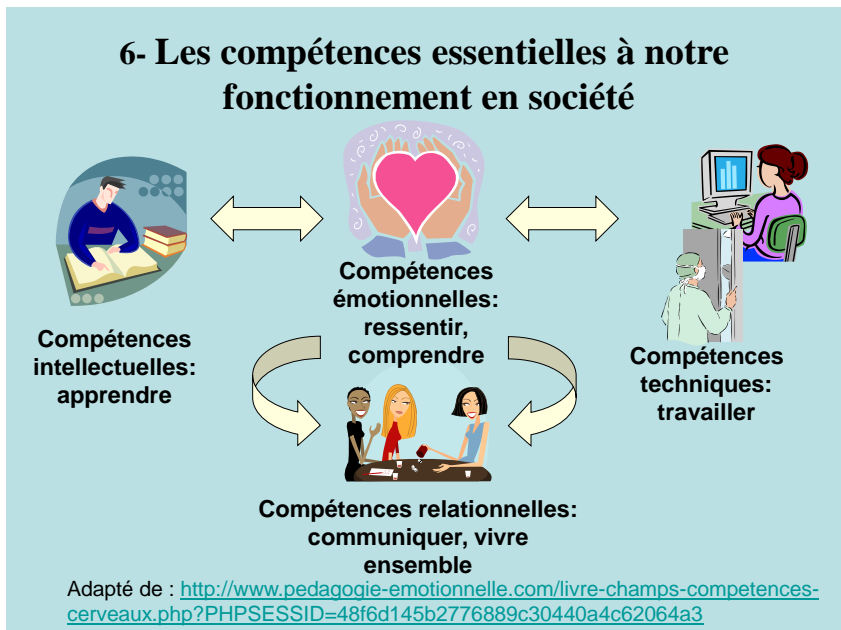 6- Les compétences essentielles à notre
fonctionnement en société
Compétences
émotionnelles:
ressentir,
comprendre
Compétences
intellectuelles:
apprendre
Compétences
techniques:
travailler
Compétences relationnelles:
communiquer, vivre
ensemble
Adapté de : http://www.pedagogie-emotionnelle.com/livre-champs-competences-
cerveaux.php?PHPSESSID=48f6d145b2776889c30440a4c62064a3